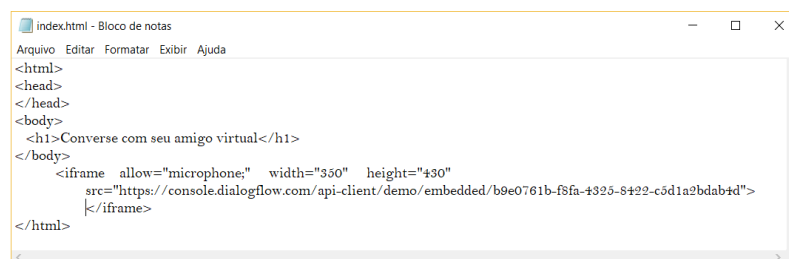 index.html - Bloco de notas
Arquivo Editar Formatar Exibir Ajuda
<html>
<head>
</head>
<body>
<h1>Converse com seu amigo virtual</h1>
</body>
<iframe allow="microphone;" width="350" height="430"
src="https://console.dialogflow.com/api-client/demo/embedded/b9e0761b-f8fa-4325-8422-c5d1a2bdab4d">
</iframe>
</html>